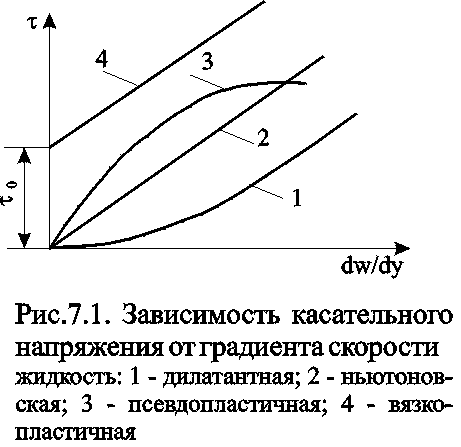 τ
4
3
2
τ₀
1
dw/dy
Рис.7.1. Зависимость касательного
напряжения от градиента скорости
жидкость: 1 - дилатантная; 2 - ньютонов-
ская; 3 - псевдопластичная; 4 - вязко-
пластичная